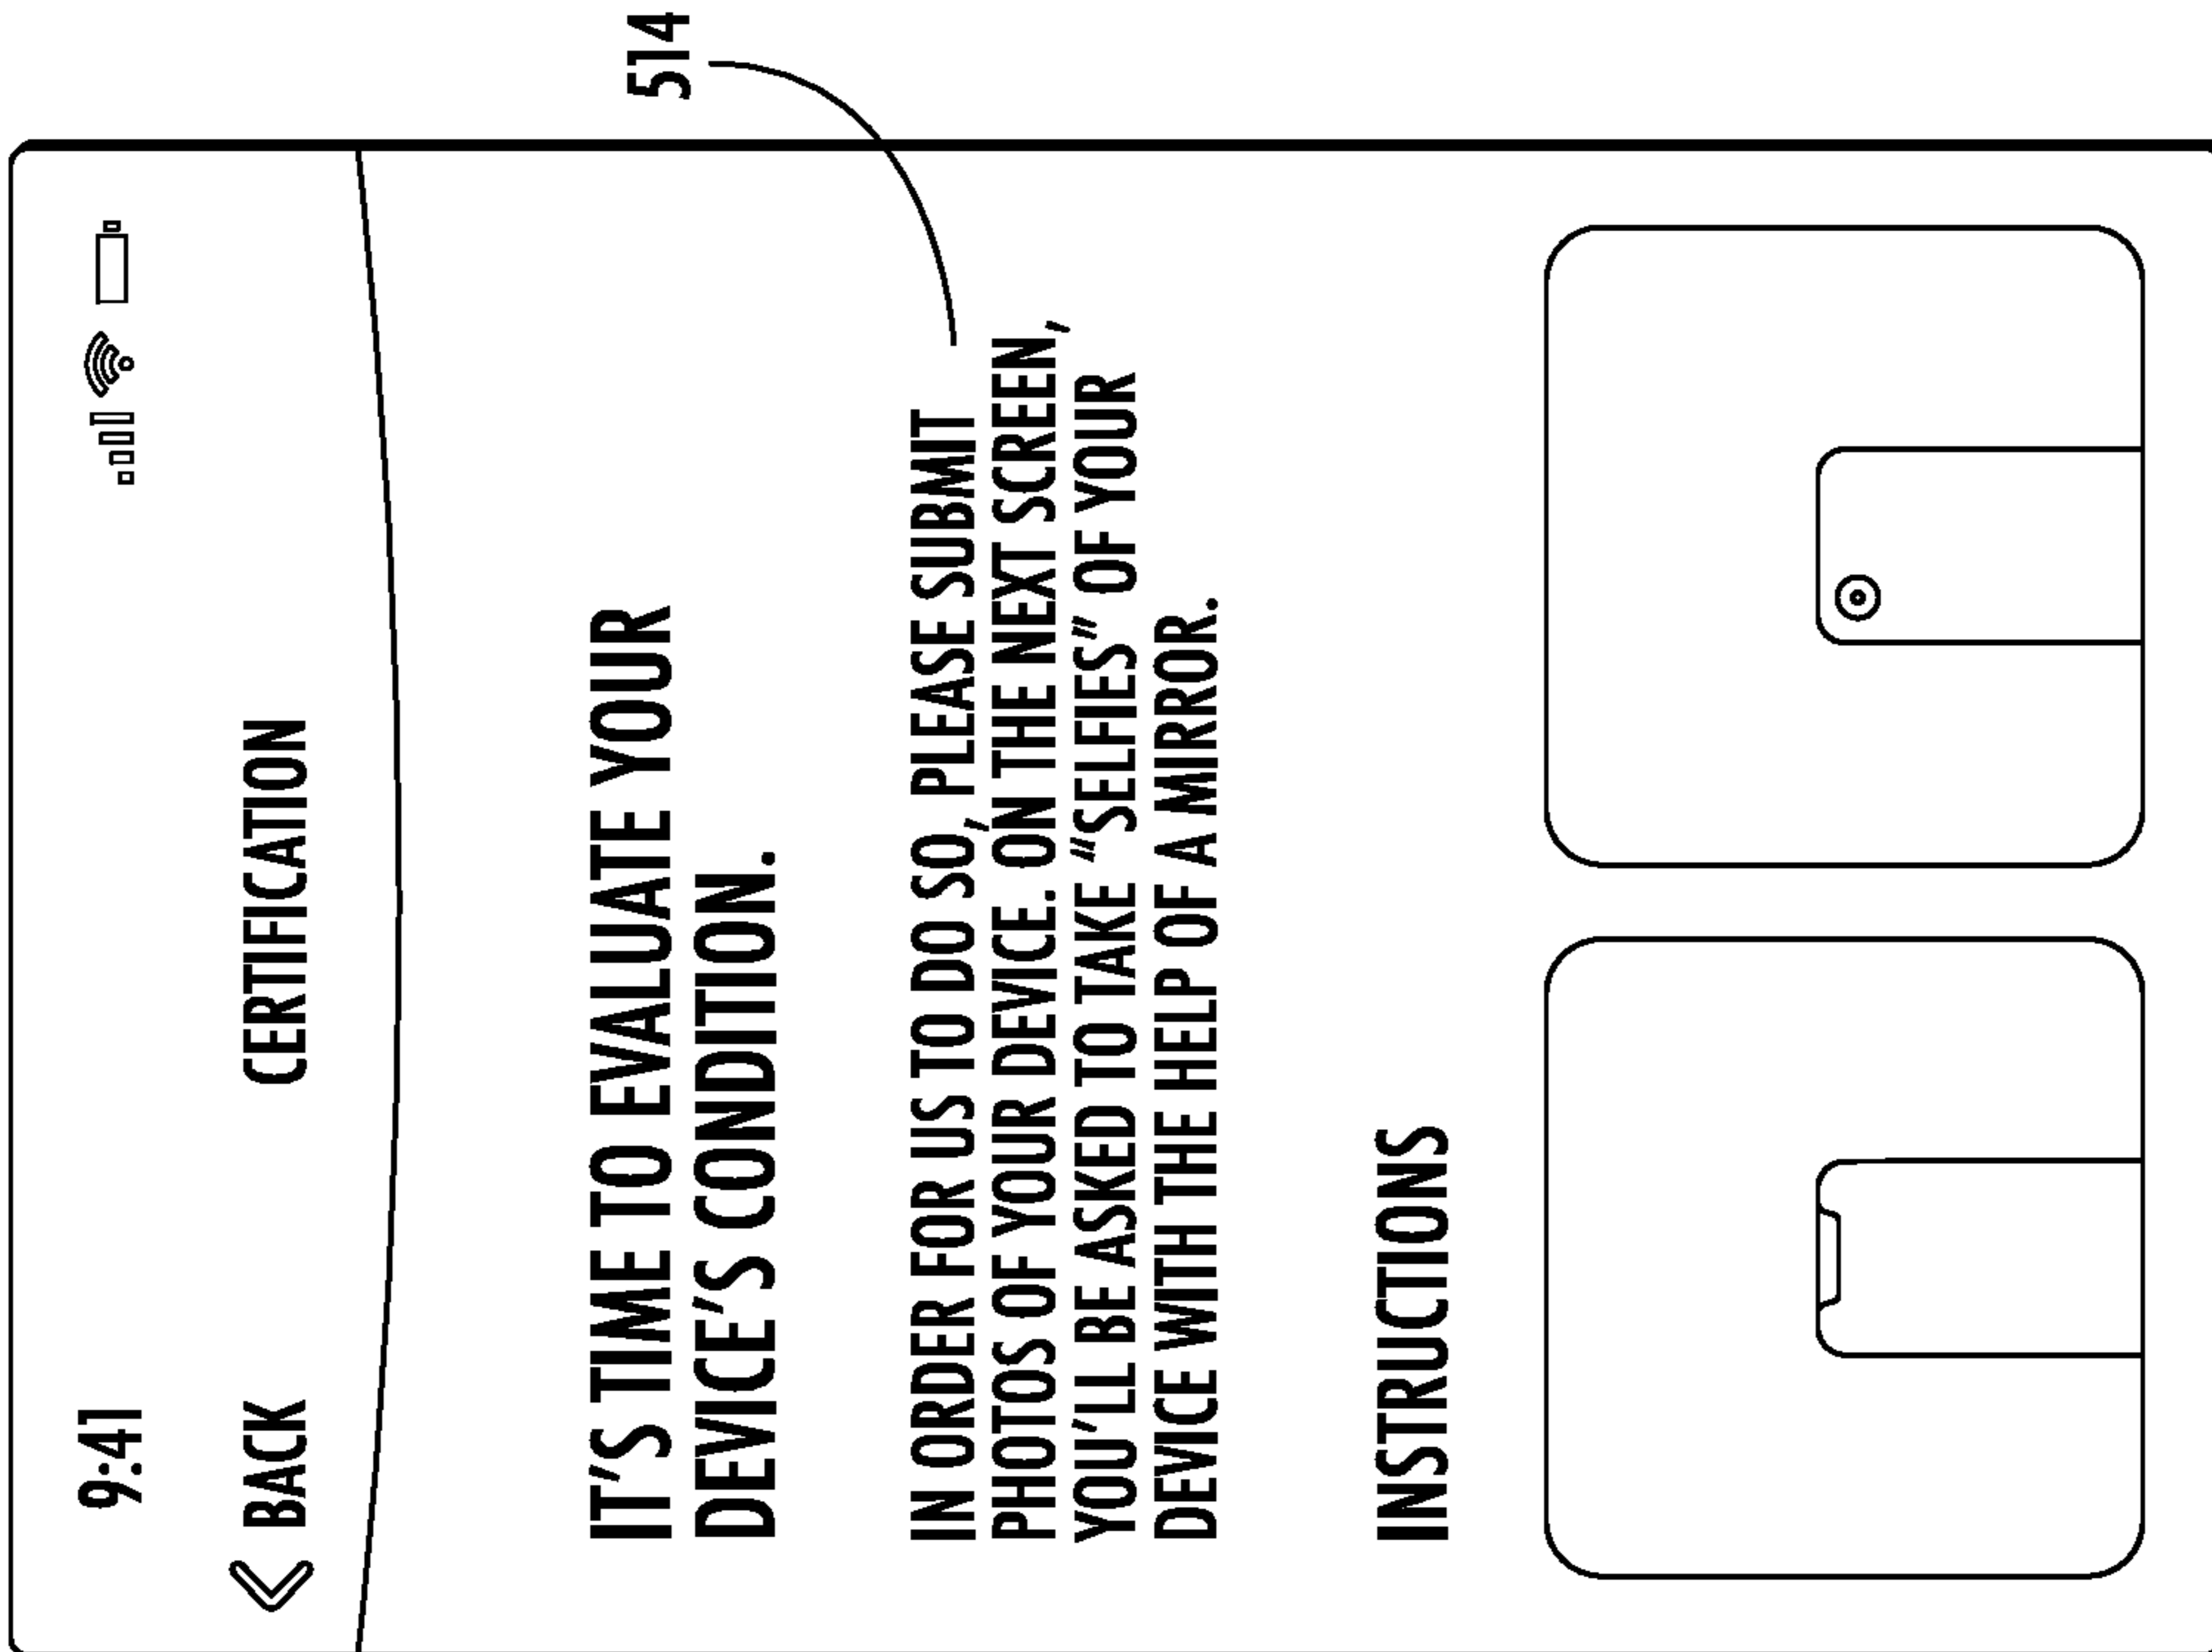 514
9:41
BACK CERTIFICATION
IT'S TIME TO EVALUATE YOUR
DEVICE'S CONDITION.
IN ORDER FOR US TO DO SO, PLEASE SUBMIT
PHOTOS OF YOUR DEVICE. ON THE NEXT SCREEN,
YOU'LL BE ASKED TO TAKE "SELFIES" OF YOUR
DEVICE WITH THE HELP OF A MIRROR.
INSTRUCTIONS